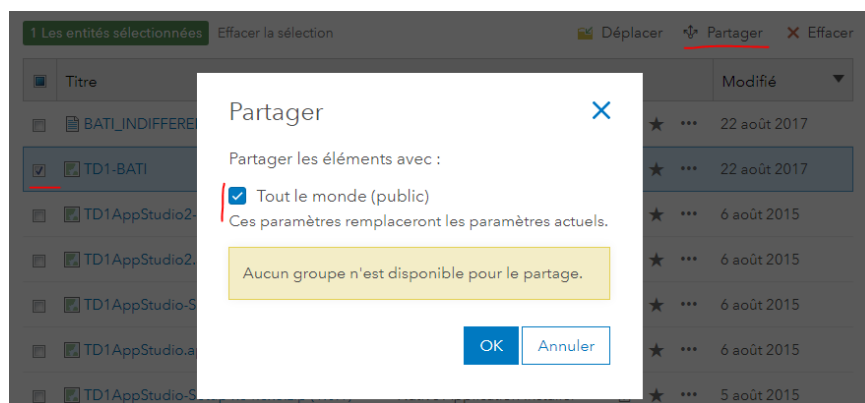 1 Les entités sélectionnées Effacer la sélection Déplacer Partager Effacer
Titre Modifié
BATI_INDIFFERE 22 août 2017
TD1-BATI 22 août 2017
TD1AppStudio2- 6 août 2015
TD1AppStudio2. 6 août 2015
TD1AppStudio-S 6 août 2015
TD1AppStudio.a 6 août 2015
TD1AppStudio-S 5 août 2015
Partager
Partager les éléments avec :
Tout le monde (public)
Ces paramètres remplaceront les paramètres actuels.
Aucun groupe n'est disponible pour le partage.
OK Annuler